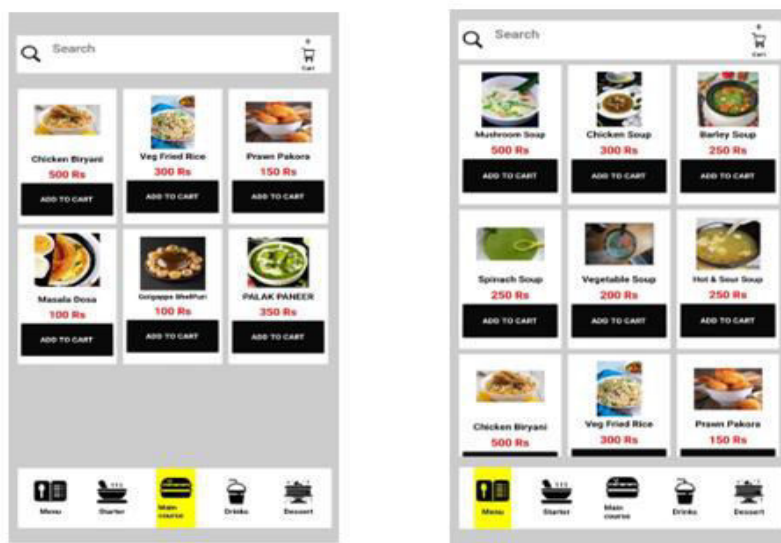 Search
0
Cart
Chicken Biryani Veg Fried Rice Prawn Pakora
500 Rs 300 Rs 150 Rs
ADD TO CART ADD TO CART ADD TO CART
Masala Dosa Golgappe ShellPuri PALAK PANEER
100 Rs 100 Rs 350 Rs
ADD TO CART ADD TO CART ADD TO CART
Menu Starter Main course Drinks Dessert
Search
0
Cart
Mushroom Soup Chicken Soup Barley Soup
500 Rs 300 Rs 250 Rs
ADD TO CART ADD TO CART ADD TO CART
Spinach Soup Vegetable Soup Hot & Sour Soup
250 Rs 200 Rs 250 Rs
ADD TO CART ADD TO CART ADD TO CART
Chicken Biryani Veg Fried Rice Prawn Pakora
500 Rs 300 Rs 150 Rs
Menu Starter Main course Drinks Dessert